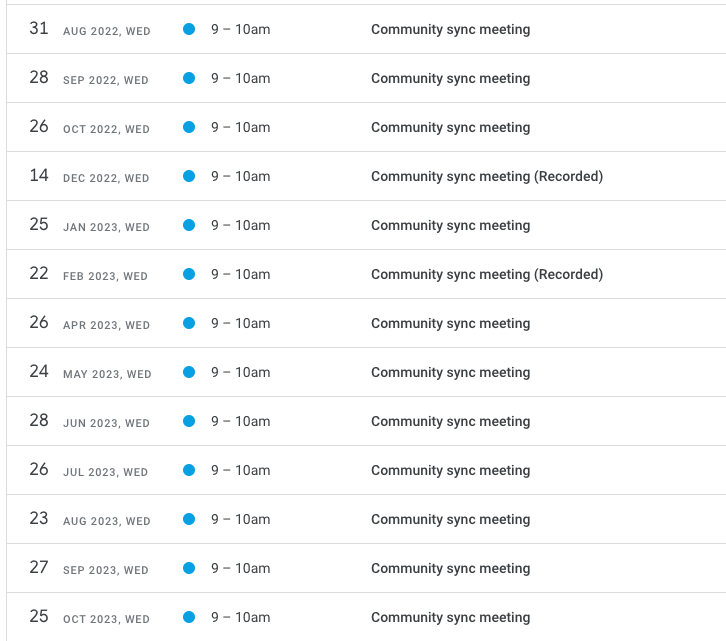 31 AUG 2022, WED 9 – 10am Community sync meeting
28 SEP 2022, WED 9 – 10am Community sync meeting
26 OCT 2022, WED 9 – 10am Community sync meeting
14 DEC 2022, WED 9 – 10am Community sync meeting (Recorded)
25 JAN 2023, WED 9 – 10am Community sync meeting
22 FEB 2023, WED 9 – 10am Community sync meeting (Recorded)
26 APR 2023, WED 9 – 10am Community sync meeting
24 MAY 2023, WED 9 – 10am Community sync meeting
28 JUN 2023, WED 9 – 10am Community sync meeting
26 JUL 2023, WED 9 – 10am Community sync meeting
23 AUG 2023, WED 9 – 10am Community sync meeting
27 SEP 2023, WED 9 – 10am Community sync meeting
25 OCT 2023, WED 9 – 10am Community sync meeting